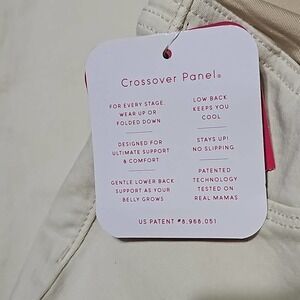 Crossover Panel®
FOR EVERY STAGE,
WEAR UP OR
FOLDED DOWN
DESIGNED FOR
ULTIMATE SUPPORT
& COMFORT
GENTLE LOWER BACK
SUPPORT AS YOUR
BELLY GROWS
LOW BACK
KEEPS YOU
COOL
STAYS UP!
NO SLIPPING
PATENTED
TECHNOLOGY
TESTED ON
REAL MAMAS
US PATENT #8,968,051